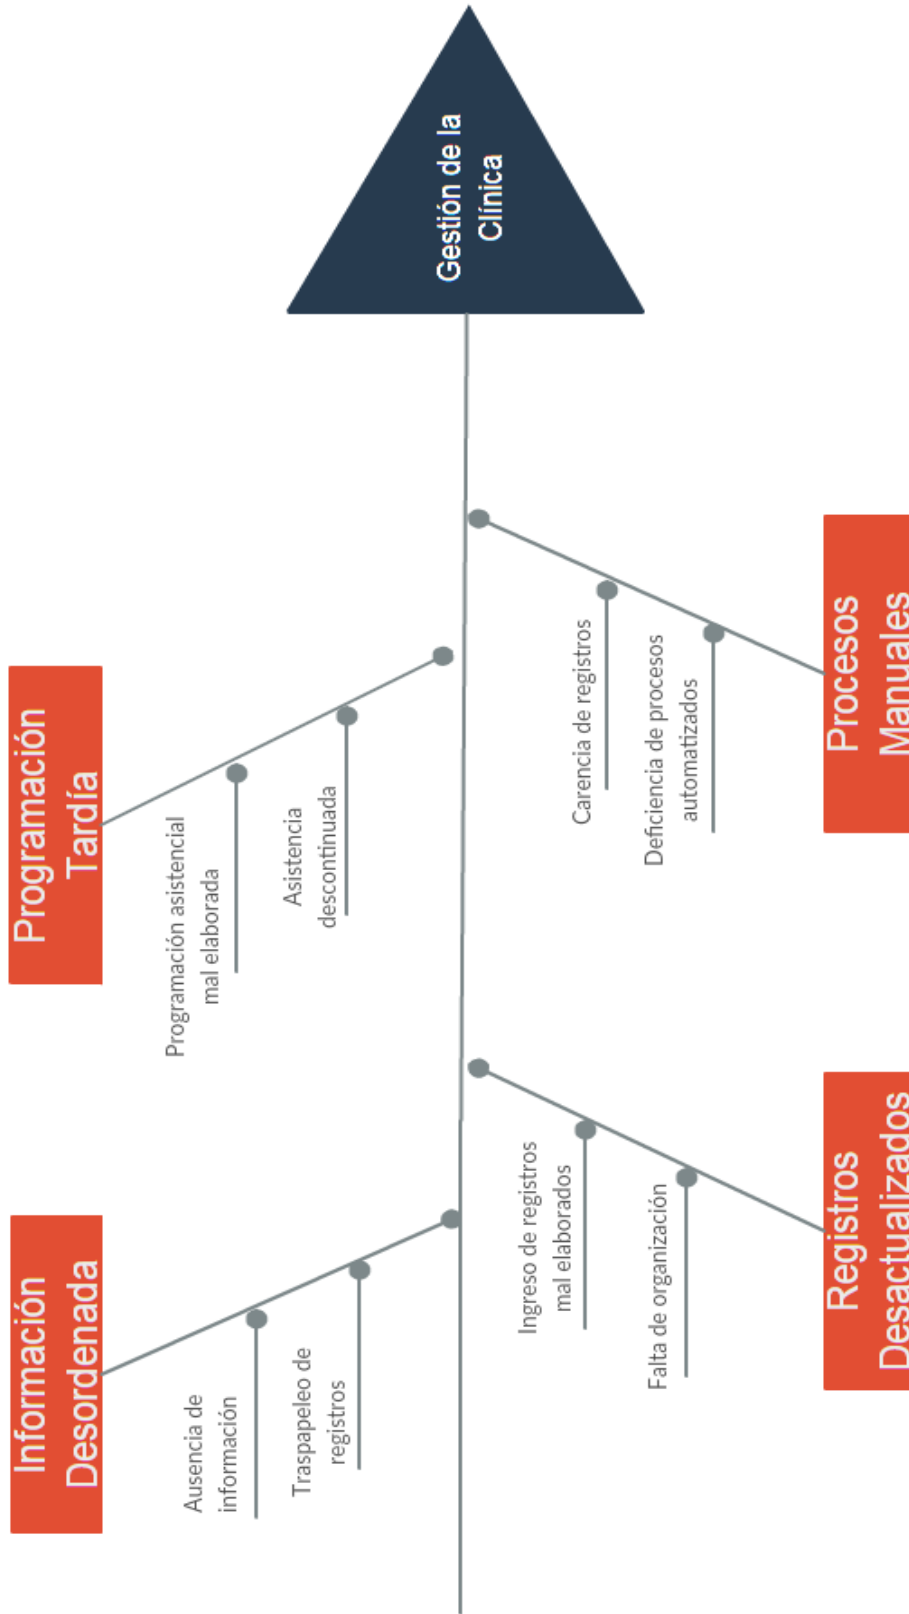 Información
Desordenada
Programación
Tardía
Ausencia de
información
Traspapeleo de
registros
Programación asistencial
mal elaborada
Asistencia
descontinuada
Gestión de la
Clínica
Ingreso de registros
mal elaborados
Falta de organización
Carencia de registros
Deficiencia de procesos
automatizados
Registros
Desactualizados
Procesos
Manuales